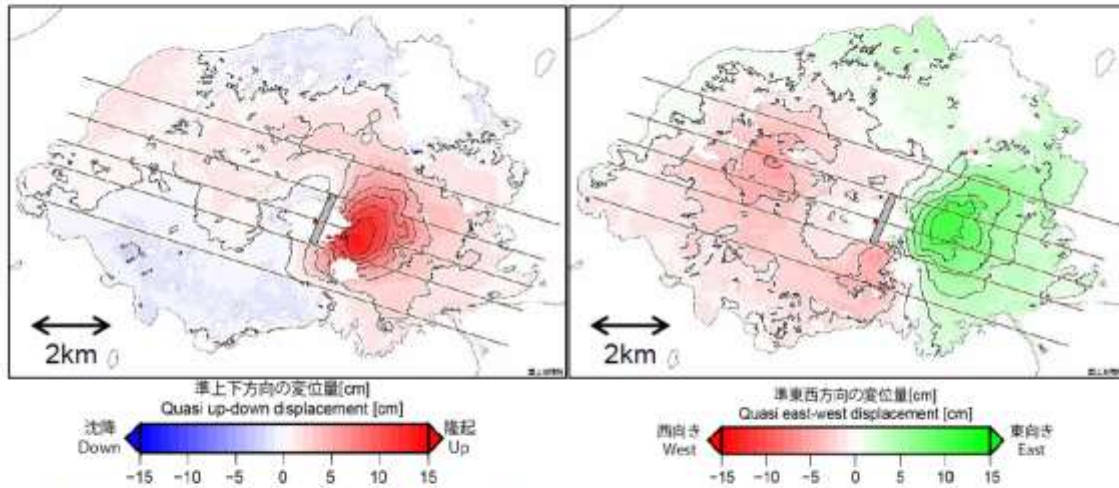 2km
2km
準上下方向の変位量[cm]
Quasi up-down displacement [cm]
沈降
Down
隆起
Up
−15 −10 −5 0 5 10 15
準東西方向の変位量[cm]
Quasi east-west displacement [cm]
西向き
West
東向き
East
−15 −10 −5 0 5 10 15